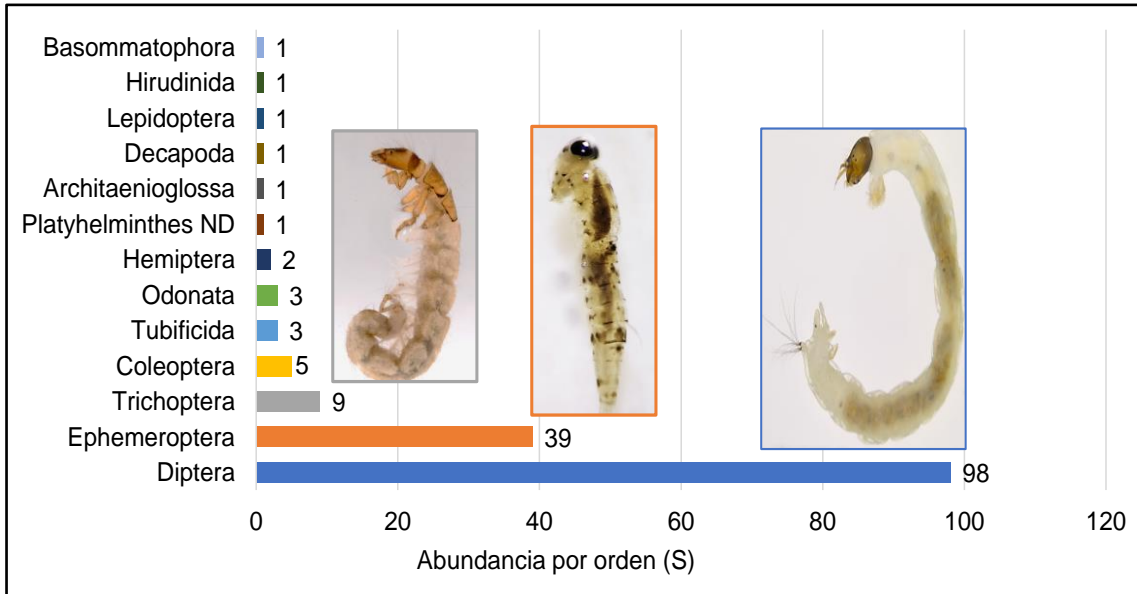 Basommatophora 1
Hirudinida 1
Lepidoptera 1
Decapoda 1
Architaenioglossa 1
Platyhelminthes ND 1
Hemiptera 2
Odonata 3
Tubificida 3
Coleoptera 5
Trichoptera 9
Ephemeroptera 39
Diptera 98
0 20 40 60 80 100 120
Abundancia por orden (S)